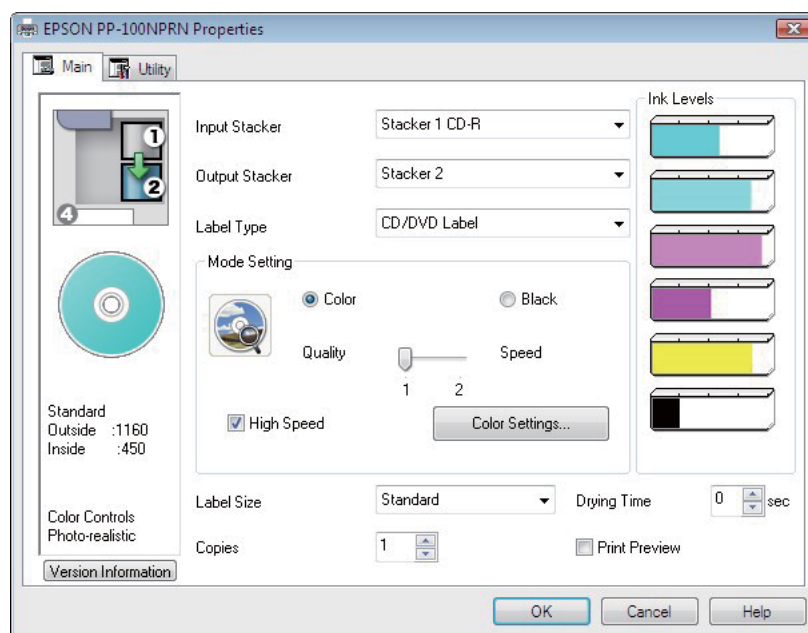 EPSON PP-100NPRN Properties
Main
Utility
1
2
4
Standard
Outside :1160
Inside :450
Color Controls
Photo-realistic
Version Information
Input Stacker
Stacker 1 CD-R
Output Stacker
Stacker 2
Label Type
CD/DVD Label
Mode Setting
Color
Black
Quality
Speed
1 2
High Speed
Color Settings...
Label Size
Standard
Drying Time
0
sec
Copies
1
Print Preview
Ink Levels
OK
Cancel
Help